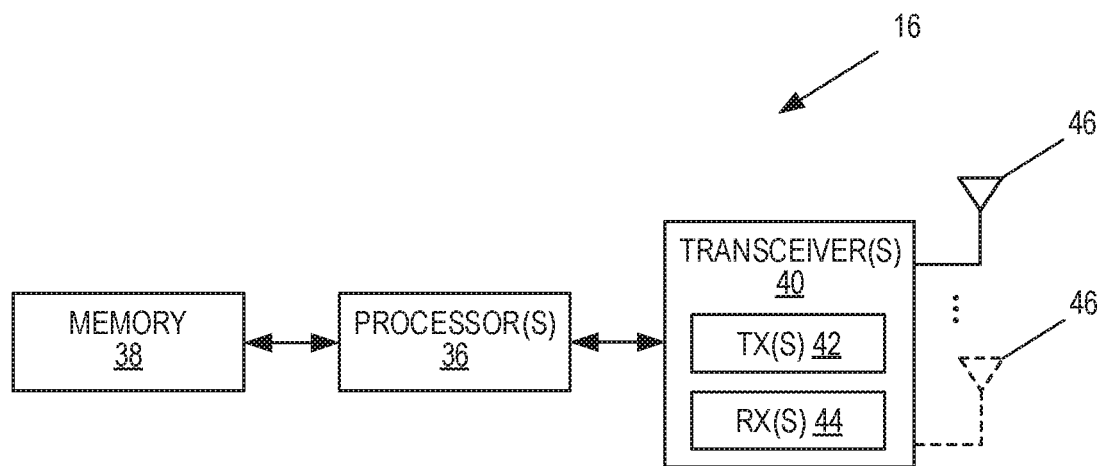 16
46
TRANSCEIVER(S)
40
46
MEMORY
38
PROCESSOR(S)
36
TX(S) 42
RX(S) 44